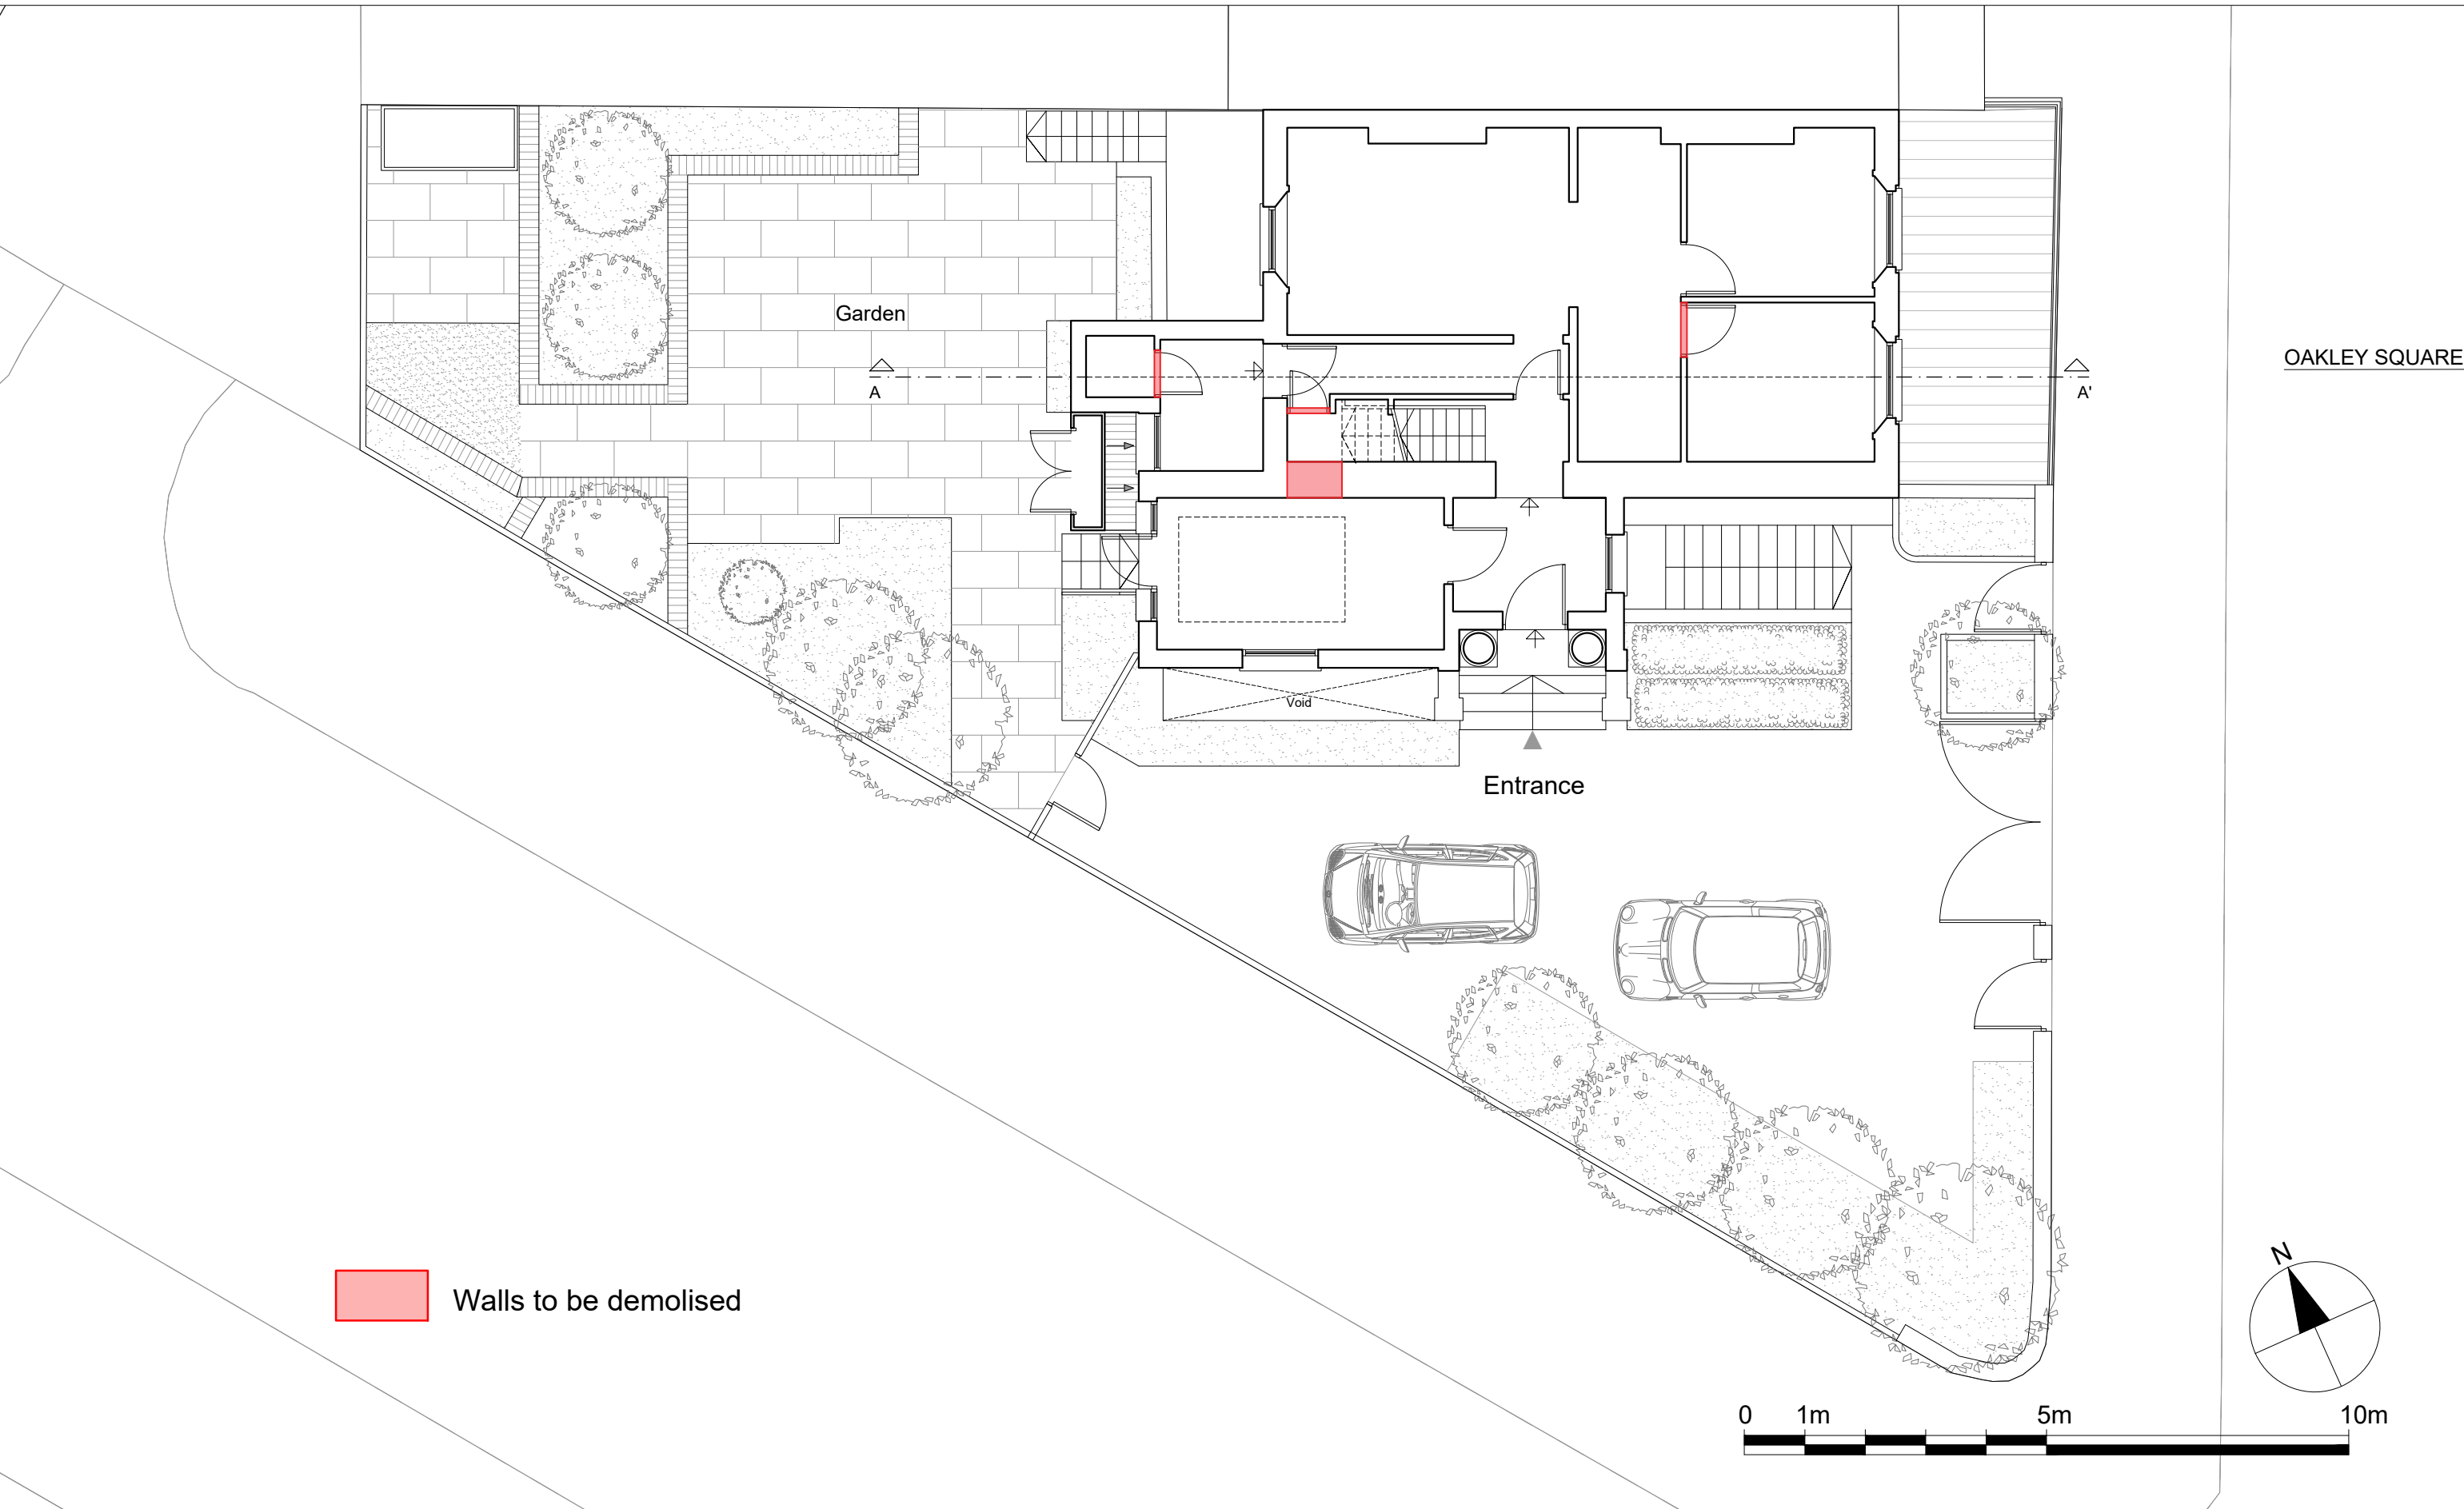 Garden
OAKLEY SQUARE
A
A'
Void
Entrance
N
Walls to be demolised
0 1m 5m 10m